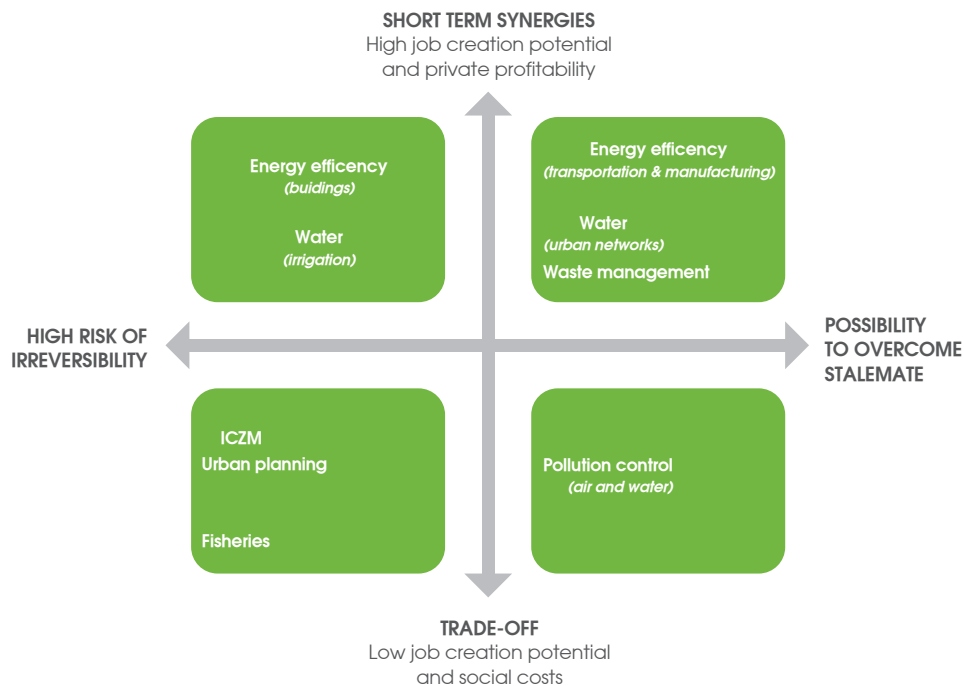 SHORT TERM SYNERGIES
High job creation potential
and private profitability
Energy efficency
(buidings)
Water
(irrigation)
Energy efficency
(transportation & manufacturing)
Water
(urban networks)
Waste management
HIGH RISK OF
IRREVERSIBILITY
POSSIBILITY
TO OVERCOME
STALEMATE
ICZM
Urban planning
Fisheries
Pollution control
(air and water)
TRADE-OFF
Low job creation potential
and social costs